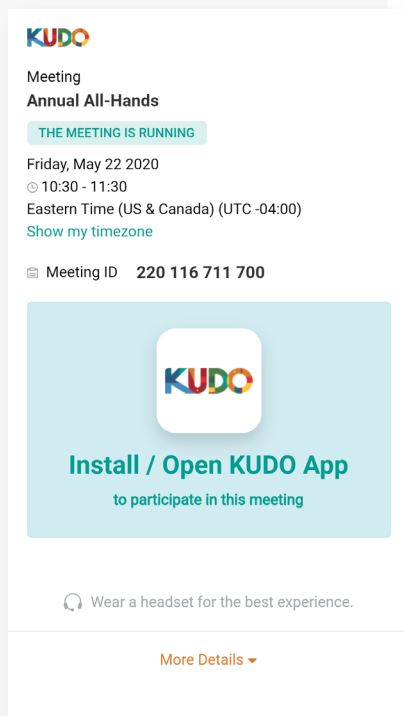 KUDO
Meeting
Annual All-Hands
THE MEETING IS RUNNING
Friday, May 22 2020
10:30 - 11:30
Eastern Time (US & Canada) (UTC -04:00)
Show my timezone
Meeting ID 220 116 711 700
KUDO
Install / Open KUDO App
to participate in this meeting
Wear a headset for the best experience.
More Details